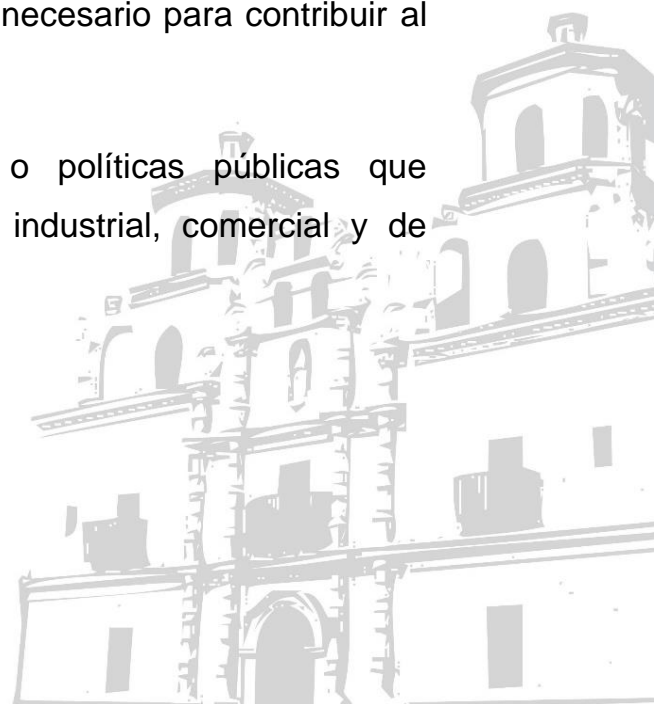 necesario para contribuir al
o políticas públicas que
industrial, comercial y de